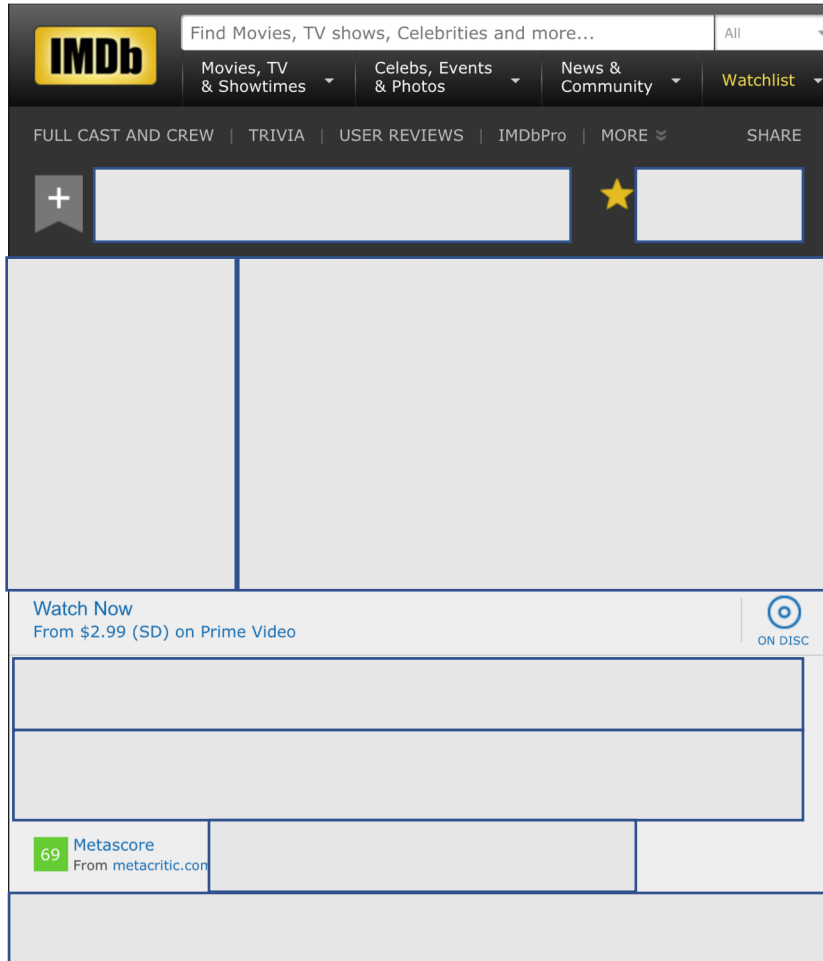 IMDb
Find Movies, TV shows, Celebrities and more...
All
Movies, TV
& Showtimes
Celebs, Events
& Photos
News &
Community
Watchlist
FULL CAST AND CREW | TRIVIA | USER REVIEWS | IMDbPro | MORE
SHARE
Watch Now
From $2.99 (SD) on Prime Video
ON DISC
69
Metascore
From metacritic.com